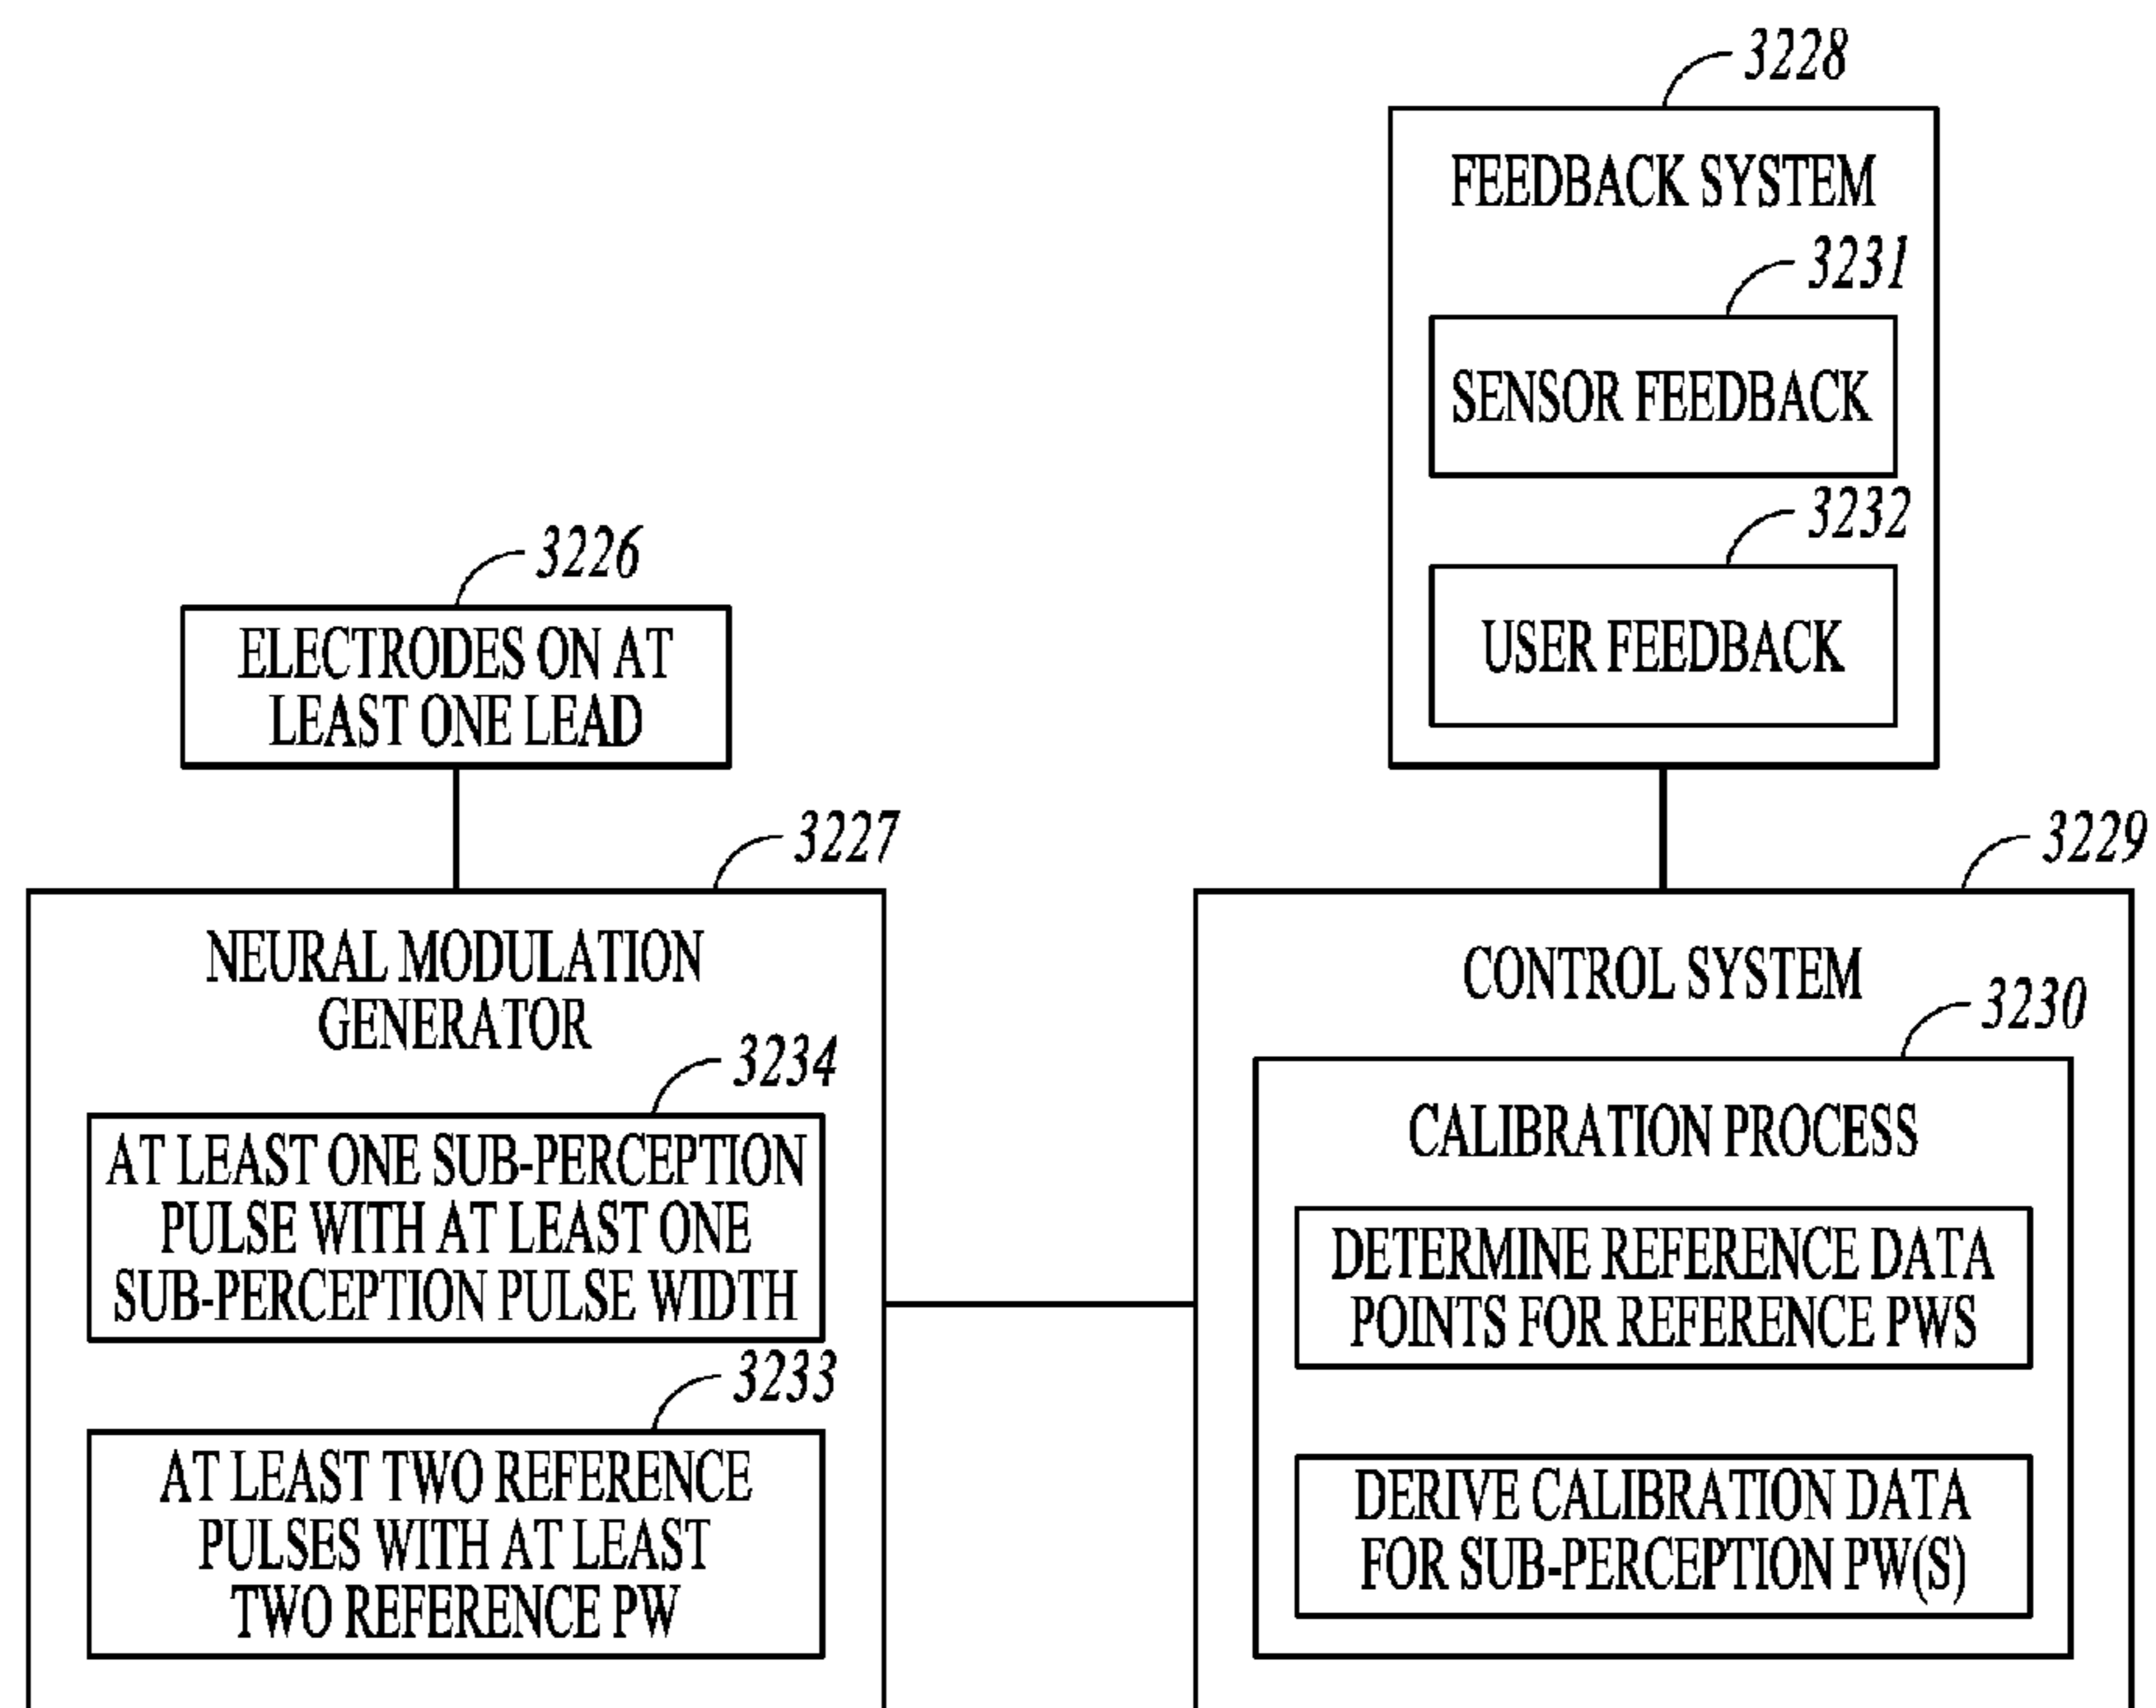 3228
FEEDBACK SYSTEM
3231
SENSOR FEEDBACK
3232
USER FEEDBACK
3226
ELECTRODES ON AT
LEAST ONE LEAD
3227
NEURAL MODULATION
GENERATOR
3234
AT LEAST ONE SUB-PERCEPTION
PULSE WITH AT LEAST ONE
SUB-PERCEPTION PULSE WIDTH
3233
AT LEAST TWO REFERENCE
PULSES WITH AT LEAST
TWO REFERENCE PW
3229
CONTROL SYSTEM
3230
CALIBRATION PROCESS
DETERMINE REFERENCE DATA
POINTS FOR REFERENCE PWS
DERIVE CALIBRATION DATA
FOR SUB-PERCEPTION PW(S)